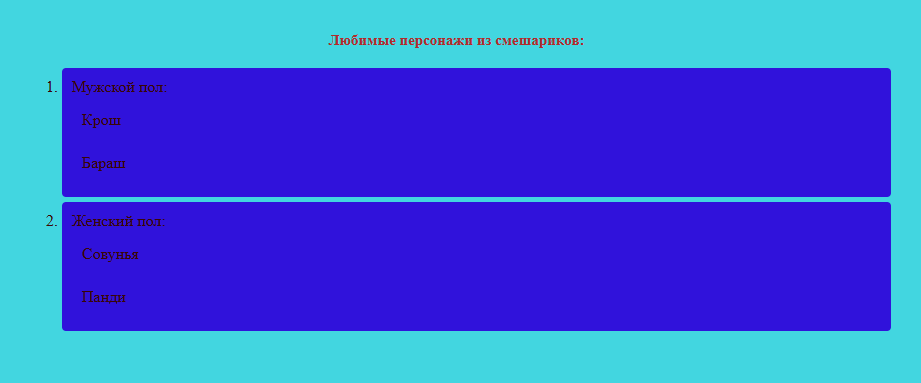 Любимые персонажи из смешариков:
1. Мужской пол:
Крош
Бараш
2. Женский пол:
Совунья
Панди